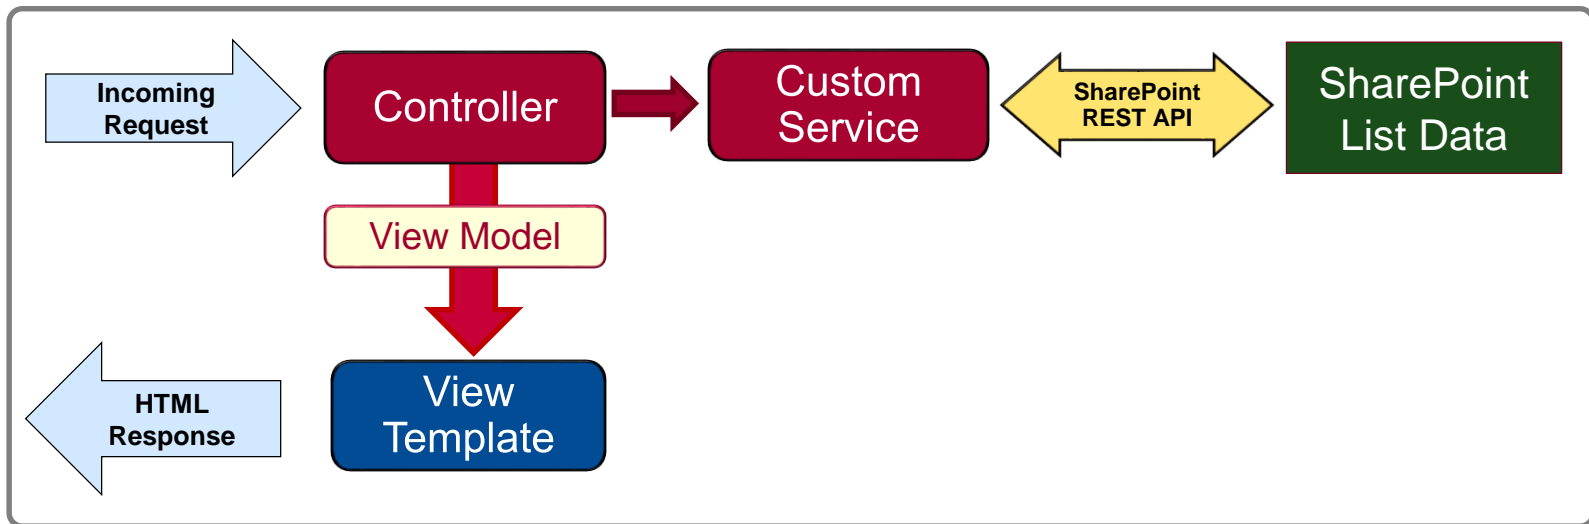 Incoming
Request
Controller
Custom
Service
SharePoint
REST API
SharePoint
List Data
View Model
View
Template
HTML
Response